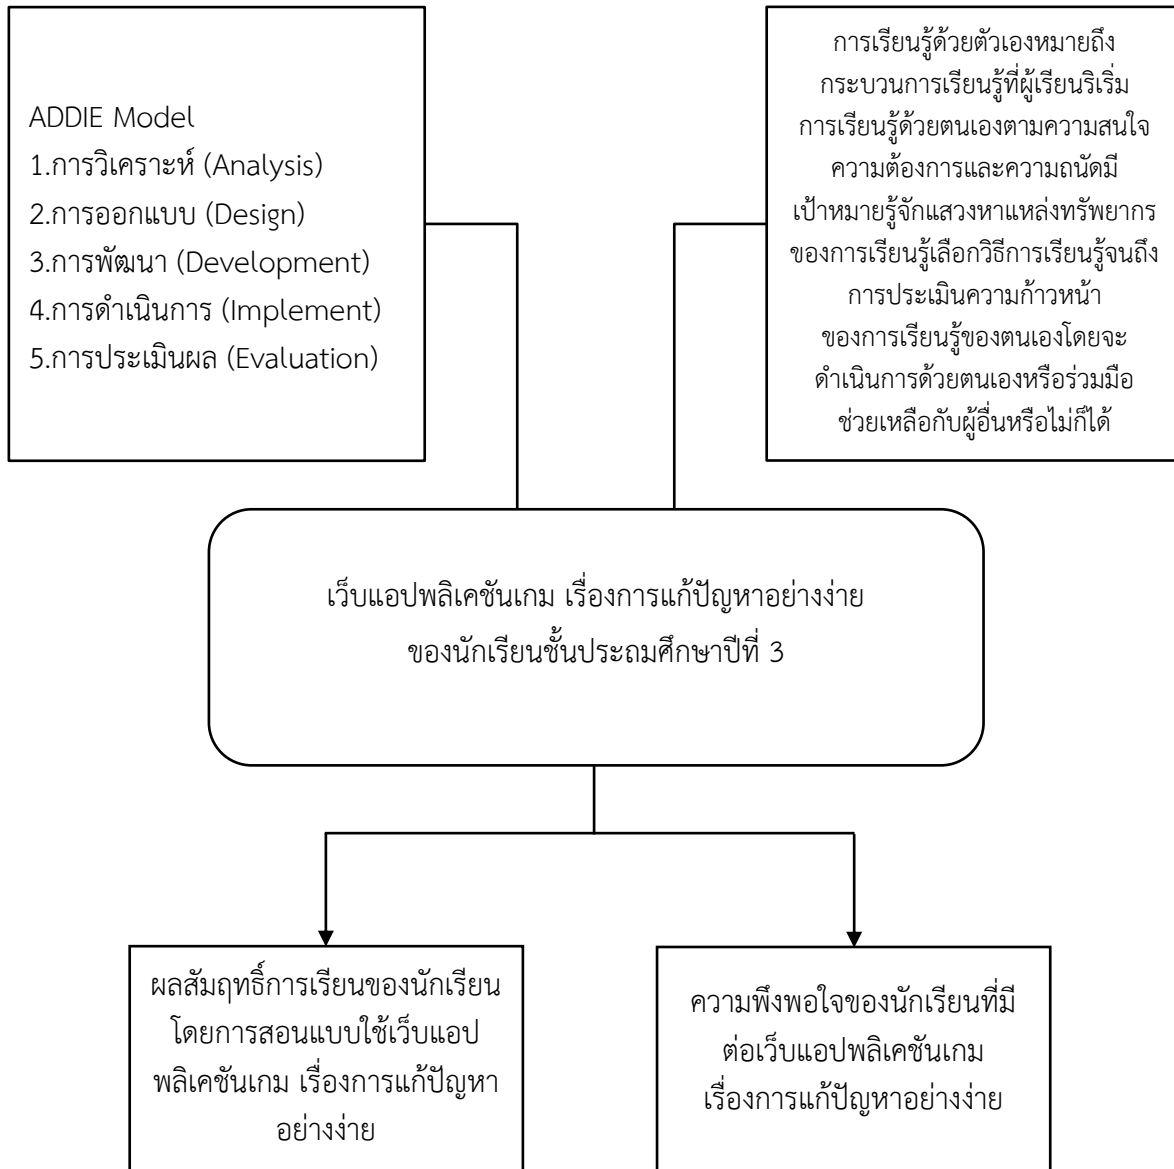 ADDIE Model
1.การวิเคราะห์ (Analysis)
2.การออกแบบ (Design)
3.การพัฒนา (Development)
4.การดำเนินการ (Implement)
5.การประเมินผล (Evaluation)
การเรียนรู้ด้วยตัวเองหมายถึง
กระบวนการเรียนรู้ที่ผู้เรียนริเริ่ม
การเรียนรู้ด้วยตนเองตามความสนใจ
ความต้องการและความถนัดมี
เป้าหมายรู้จักแสวงหาแหล่งทรัพยากร
ของการเรียนรู้เลือกวิธีการเรียนรู้จนถึง
การประเมินความก้าวหน้า
ของการเรียนรู้ของตนเองโดยจะ
ดำเนินการด้วยตนเองหรือร่วมมือ
ช่วยเหลือกับผู้อื่นหรือไม่ก็ได้
เว็บแอปพลิเคชันเกม เรื่องการแก้ปัญหาอย่างง่าย
ของนักเรียนชั้นประถมศึกษาปีที่ 3
ผลสัมฤทธิ์การเรียนของนักเรียน
โดยการสอนแบบใช้เว็บแอป
พลิเคชันเกม เรื่องการแก้ปัญหา
อย่างง่าย
ความพึงพอใจของนักเรียนที่มี
ต่อเว็บแอปพลิเคชันเกม
เรื่องการแก้ปัญหาอย่างง่าย